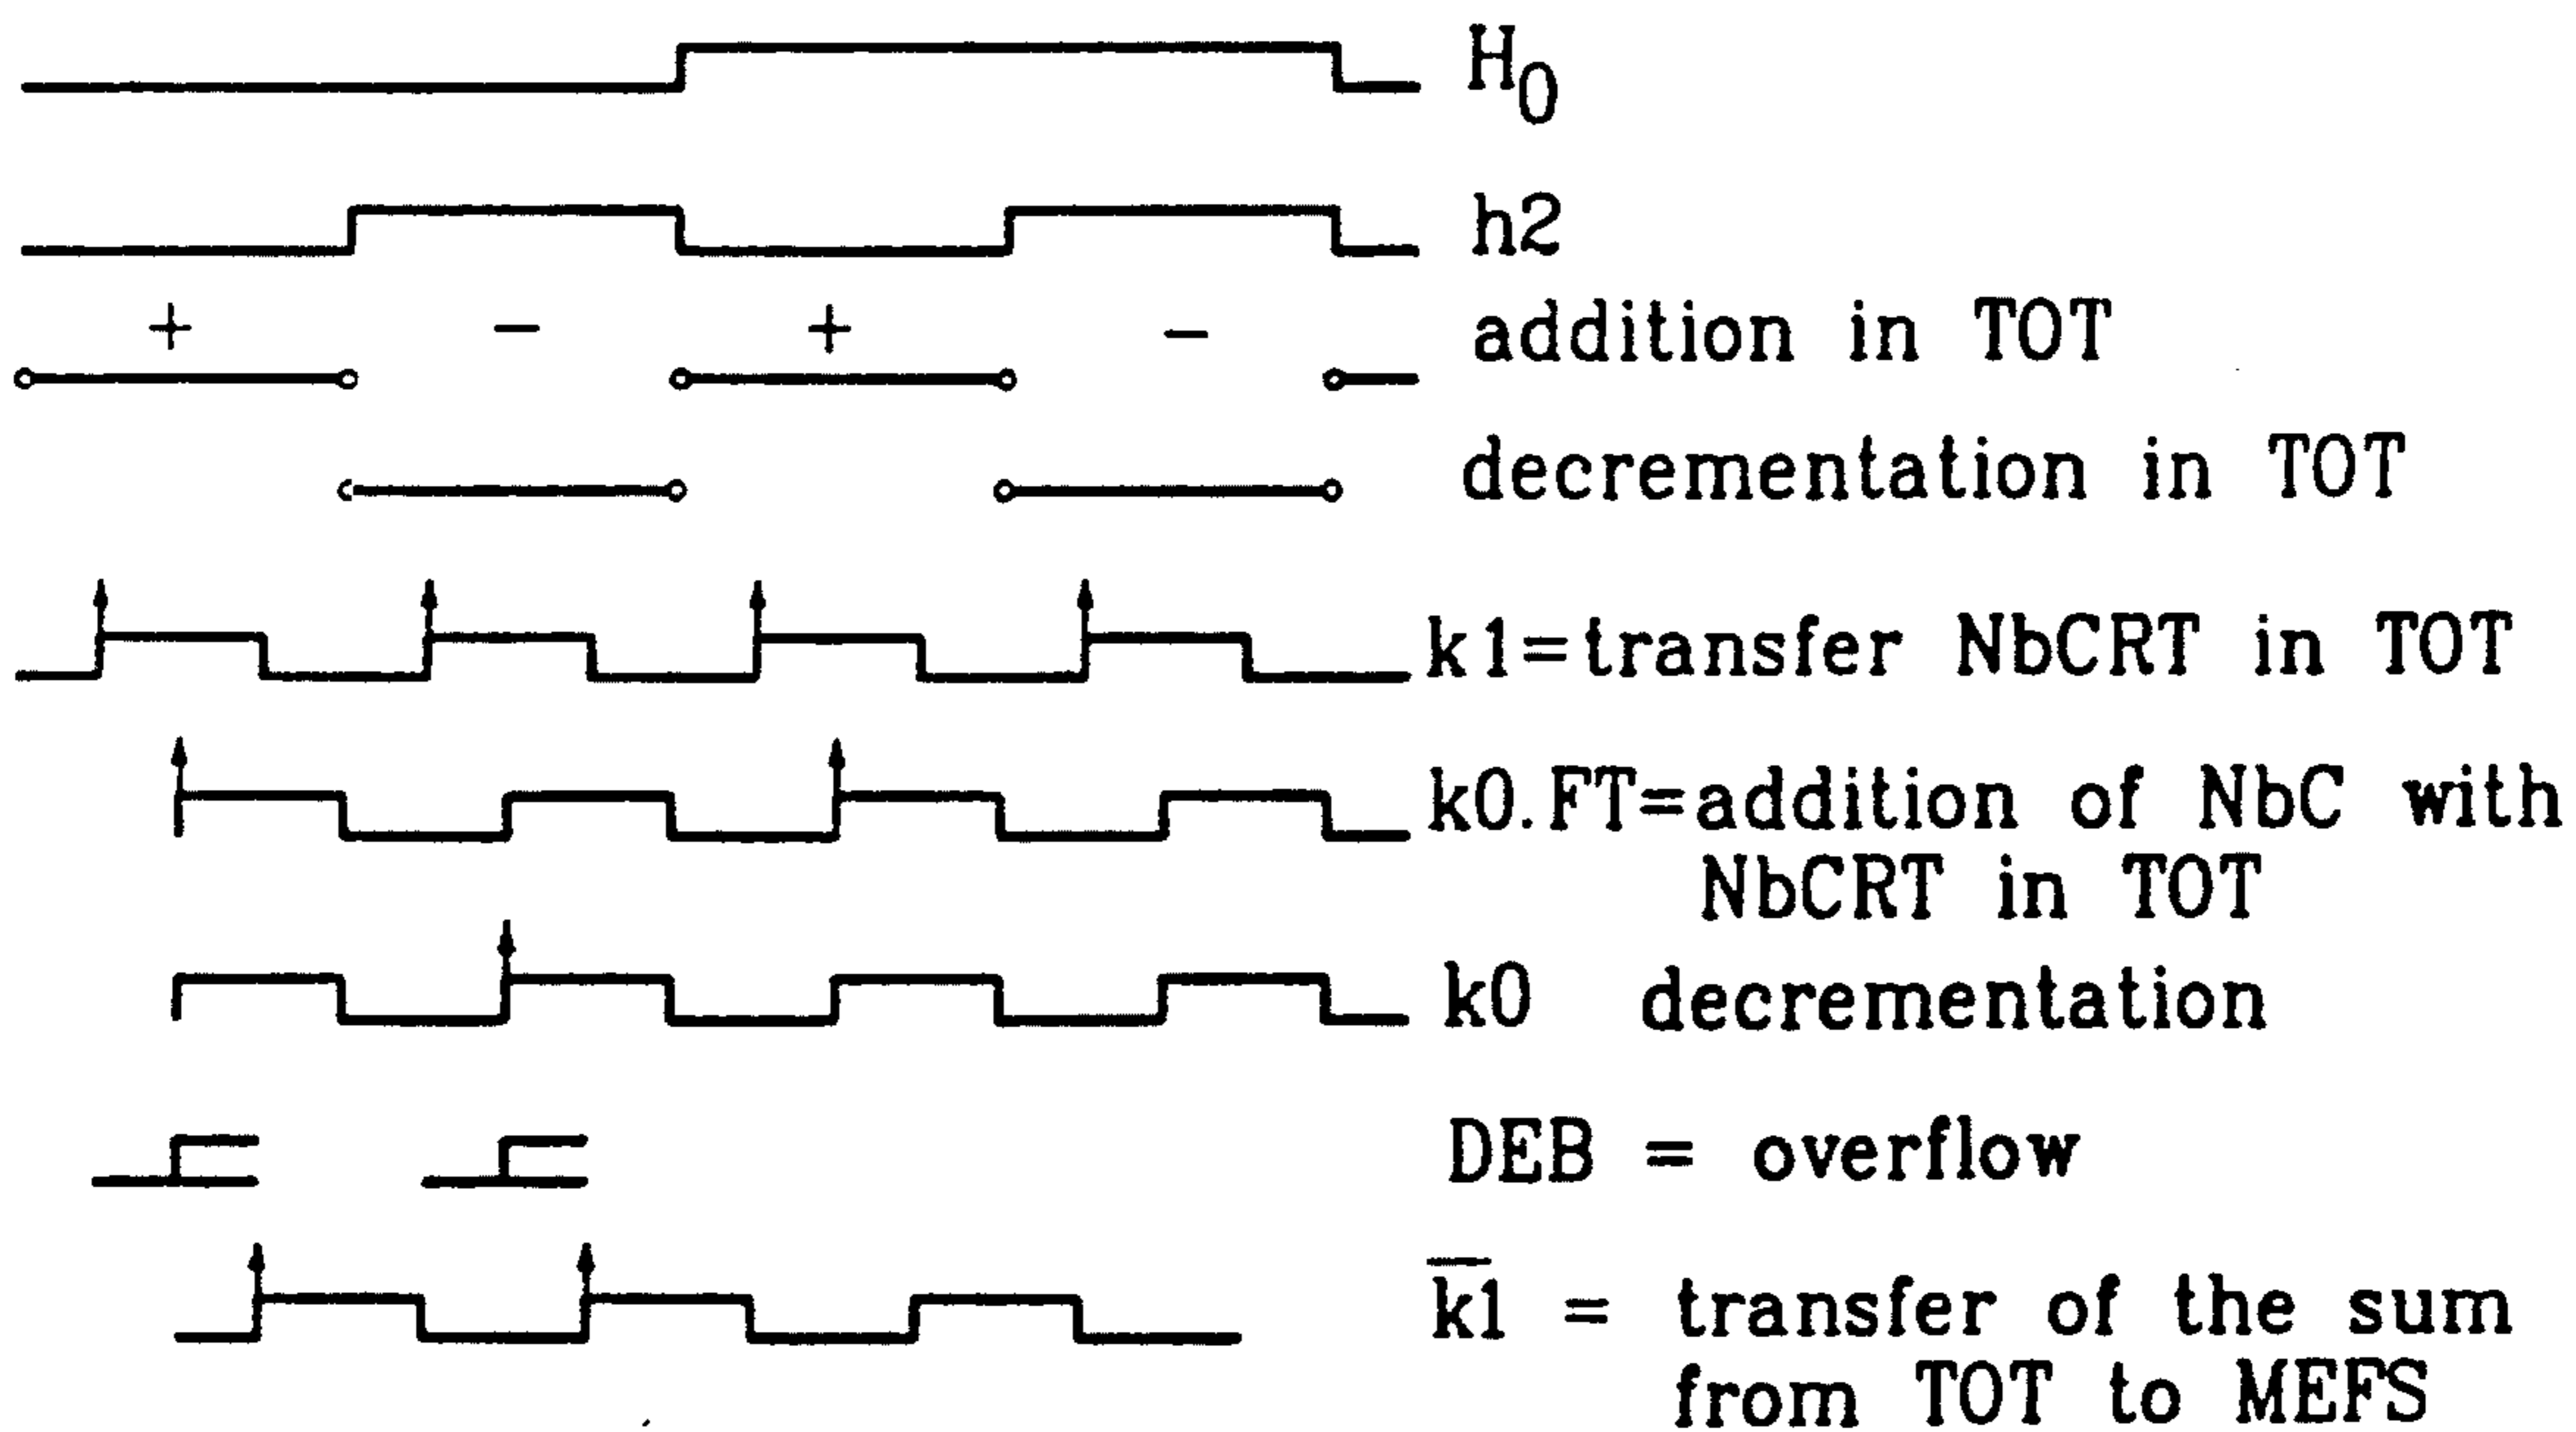 H₀
h2
+ − + −
addition in TOT
decrementation in TOT
k1=transfer NbCRT in TOT
k0.FT=addition of NbC with
NbCRT in TOT
k0 decrementation
DEB = overflow
k̅1̅ = transfer of the sum
from TOT to MEFS